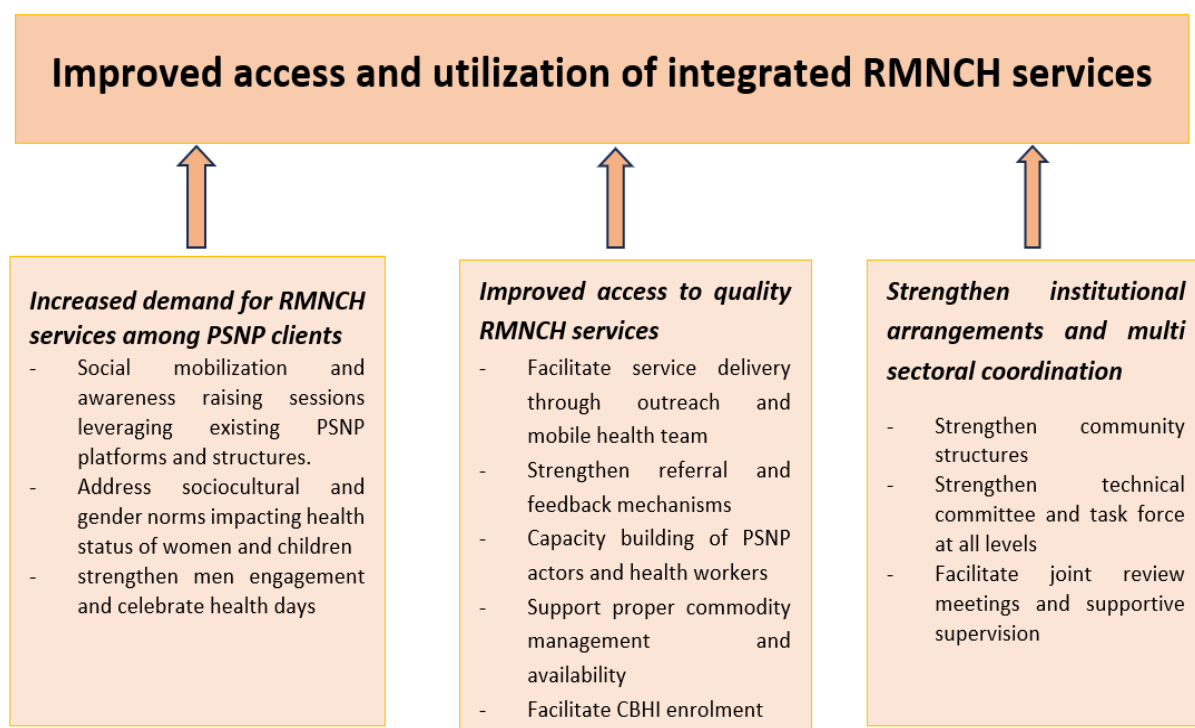 Improved access and utilization of integrated RMNCH services
Increased demand for RMNCH
services among PSNP clients
- Social mobilization and
awareness raising sessions
leveraging existing PSNP
platforms and structures.
- Address sociocultural and
gender norms impacting health
status of women and children
- strengthen men engagement
and celebrate health days
Improved access to quality
RMNCH services
- Facilitate service delivery
through outreach and
mobile health team
- Strengthen referral and
feedback mechanisms
- Capacity building of PSNP
actors and health workers
- Support proper commodity
management and
availability
- Facilitate CBHI enrolment
Strengthen institutional
arrangements and multi
sectoral coordination
- Strengthen community
structures
- Strengthen technical
committee and task force
at all levels
- Facilitate joint review
meetings and supportive
supervision